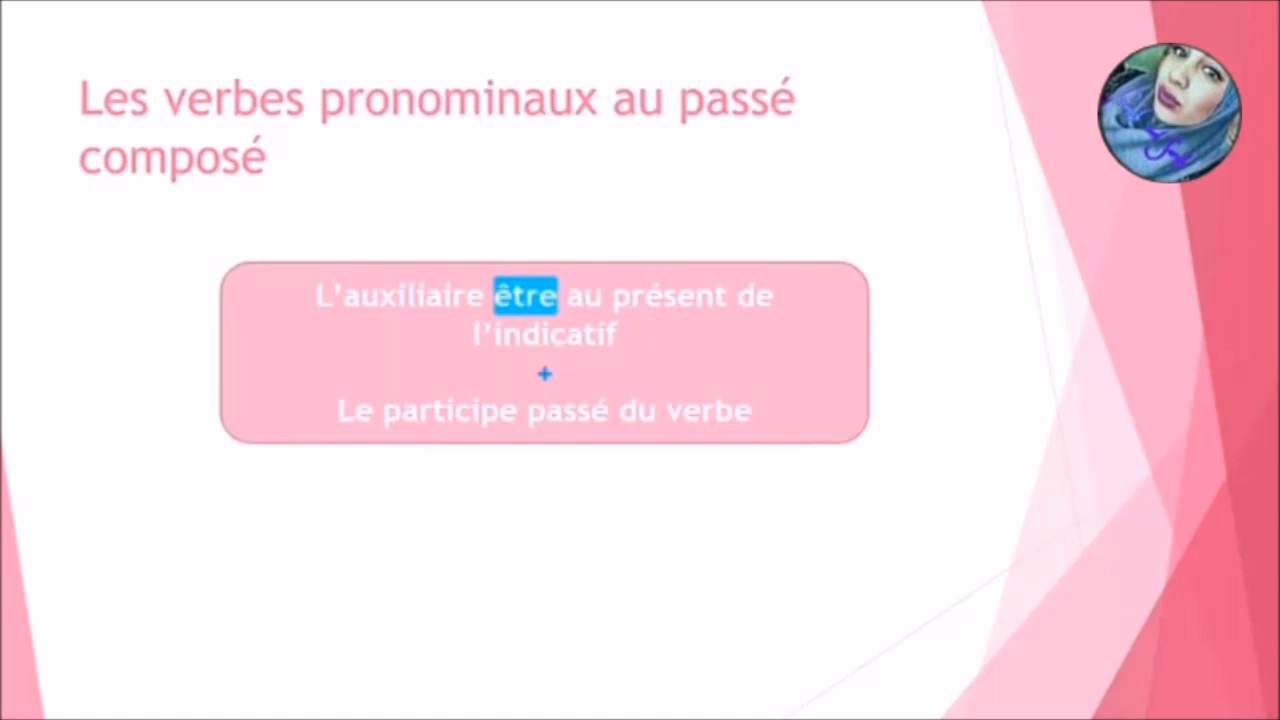 Les verbes pronominaux au passé
composé
L’auxiliaire être au présent de
l’indicatif
+
Le participe passé du verbe